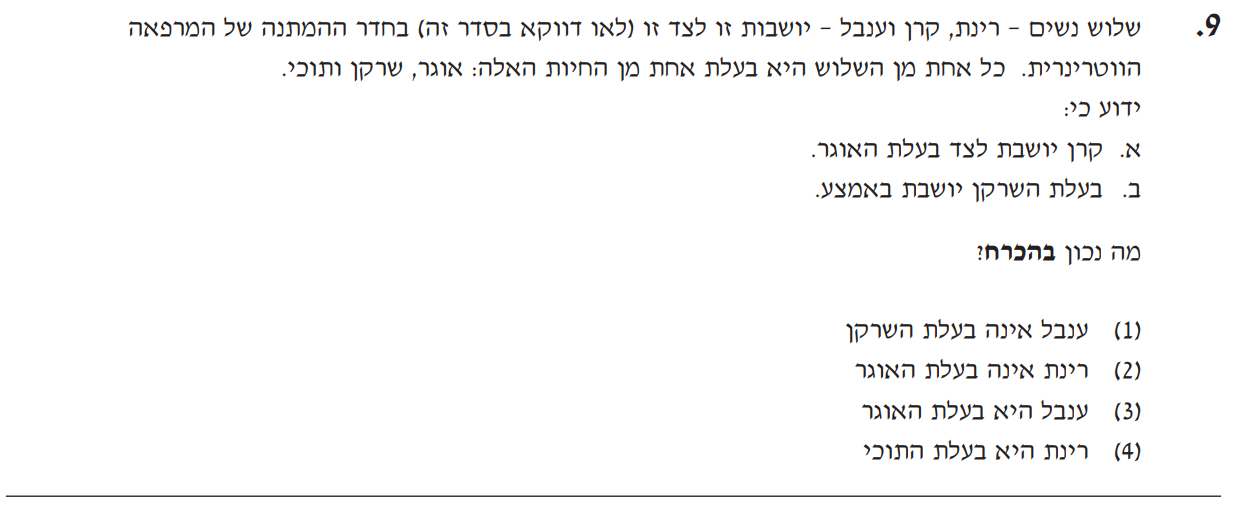 9. שלוש נשים – רינת, קרן וענבל – יושבות זו לצד זו (לאו דווקא בסדר זה) בחדר ההמתנה של המרפאה
הווטרינרית. כל אחת מן השלוש היא בעלת אחת מן החיות האלה: אוגר, שרקן ותוכי.
ידוע כי:
א. קרן יושבת לצד בעלת האוגר.
ב. בעלת השרקן יושבת באמצע.
מה נכון בהכרח?
(1) ענבל אינה בעלת השרקן
(2) רינת אינה בעלת האוגר
(3) ענבל היא בעלת האוגר
(4) רינת היא בעלת התוכי